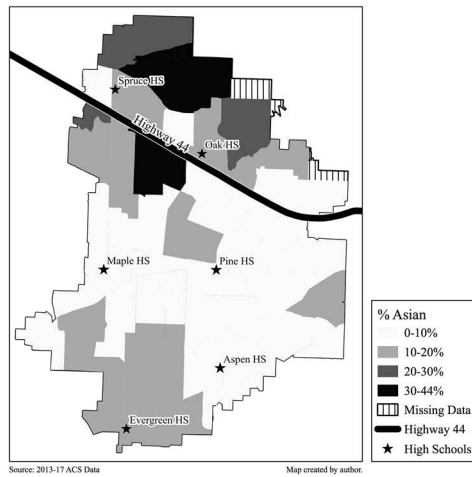 Spruce HS
Highway 44
Oak HS
Maple HS
Pine HS
Aspen HS
Evergreen HS
% Asian
0-10%
10-20%
20-30%
30-44%
Missing Data
Highway 44
High Schools
Source: 2013-17 ACS Data
Map created by author.